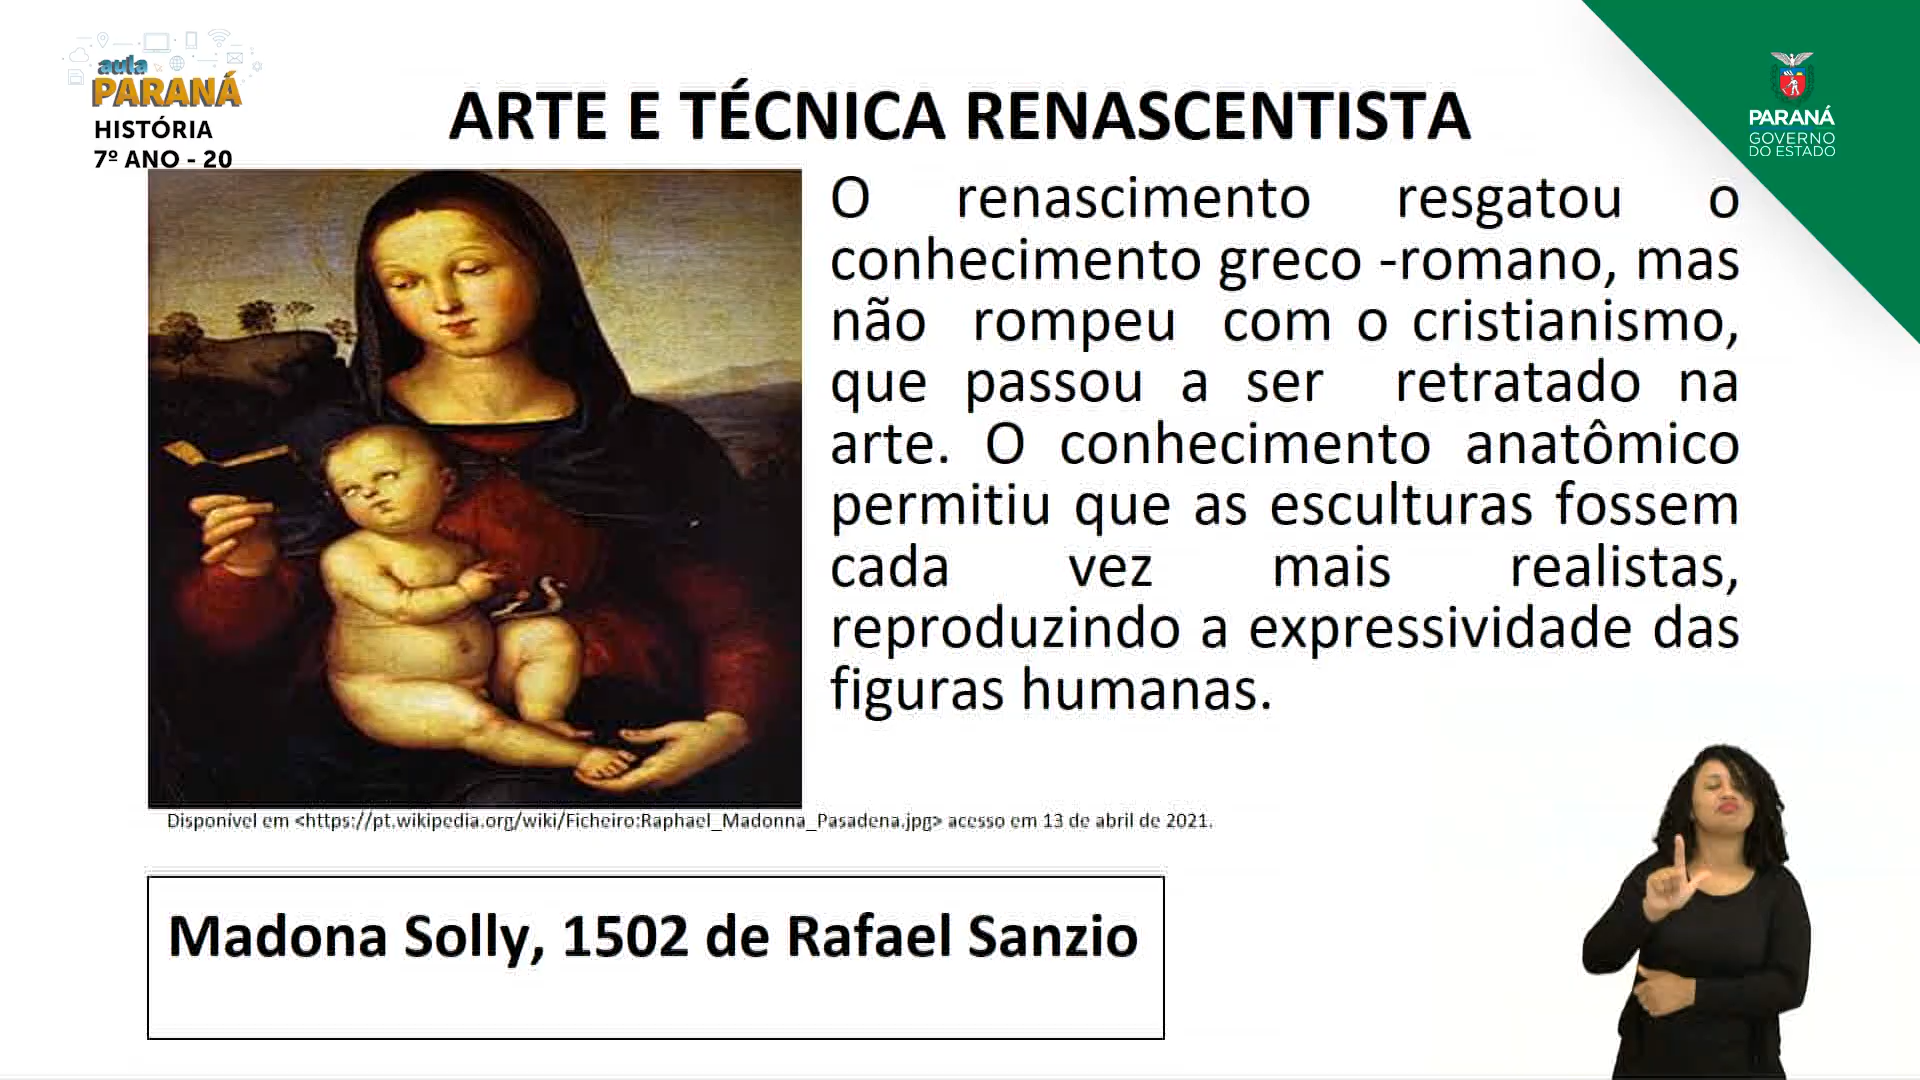 aula
PARANÁ
HISTÓRIA
7º ANO - 20
ARTE E TÉCNICA RENASCENTISTA
PARANÁ
GOVERNO
DO ESTADO
O renascimento resgatou o
conhecimento greco -romano, mas
não rompeu com o cristianismo,
que passou a ser retratado na
arte. O conhecimento anatômico
permitiu que as esculturas fossem
cada vez mais realistas,
reproduzindo a expressividade das
figuras humanas.
Disponível em <https://pt.wikipedia.org/wiki/Ficheiro:Raphael_Madonna_Pasadena.jpg> acesso em 13 de abril de 2021.
Madona Solly, 1502 de Rafael Sanzio